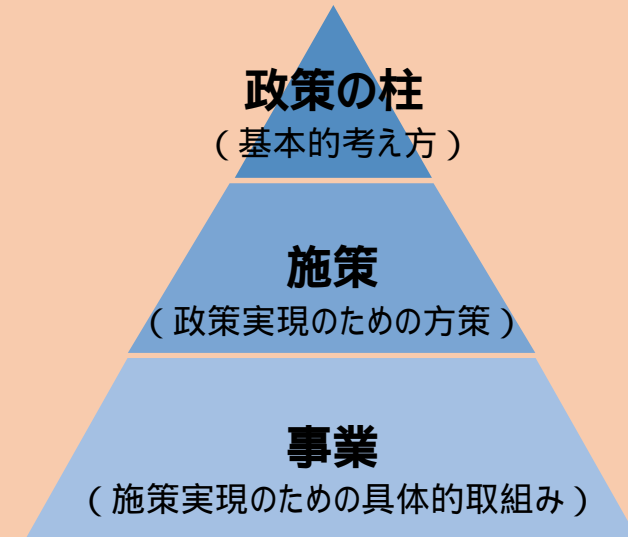 政策の柱
（基本的考え方）
施策
（政策実現のための方策）
事業
（施策実現のための具体的取組み）